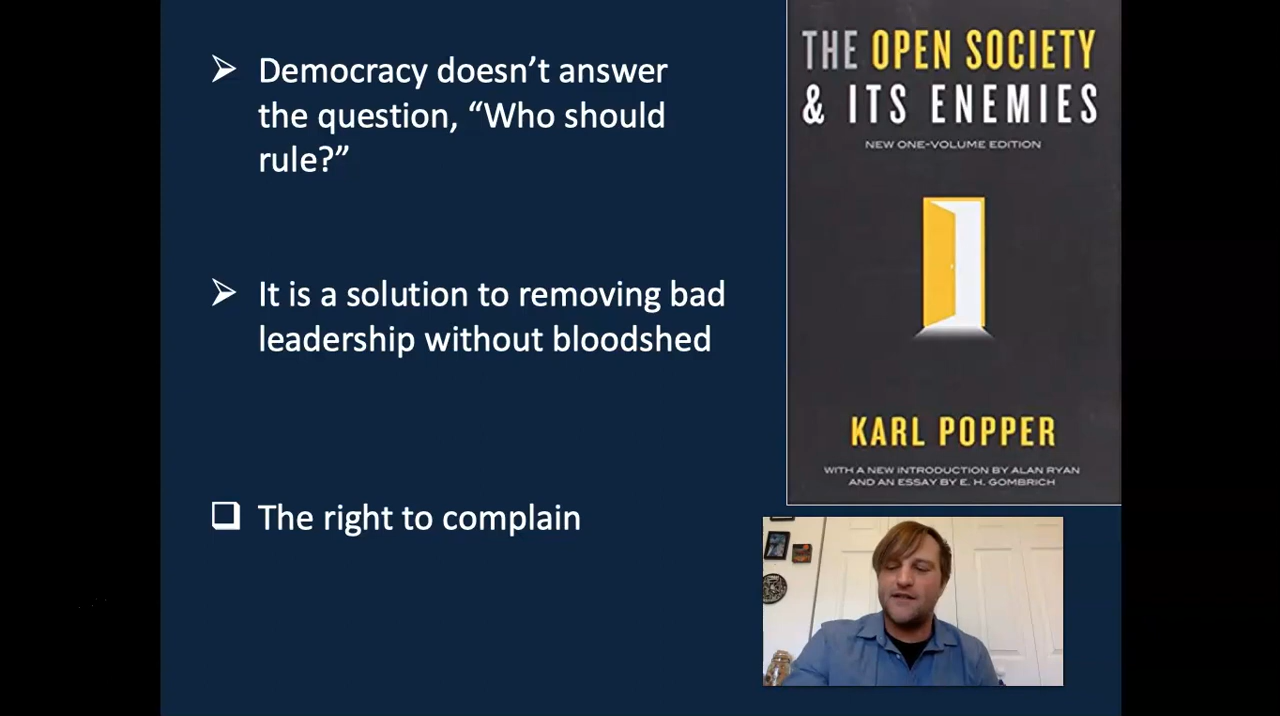 Democracy doesn’t answer
the question, “Who should
rule?”
It is a solution to removing bad
leadership without bloodshed
The right to complain
THE OPEN SOCIETY
& ITS ENEMIES
NEW ONE-VOLUME EDITION
KARL POPPER
WITH A NEW INTRODUCTION BY ALAN RYAN
AND AN ESSAY BY E. H. GOMBRICH